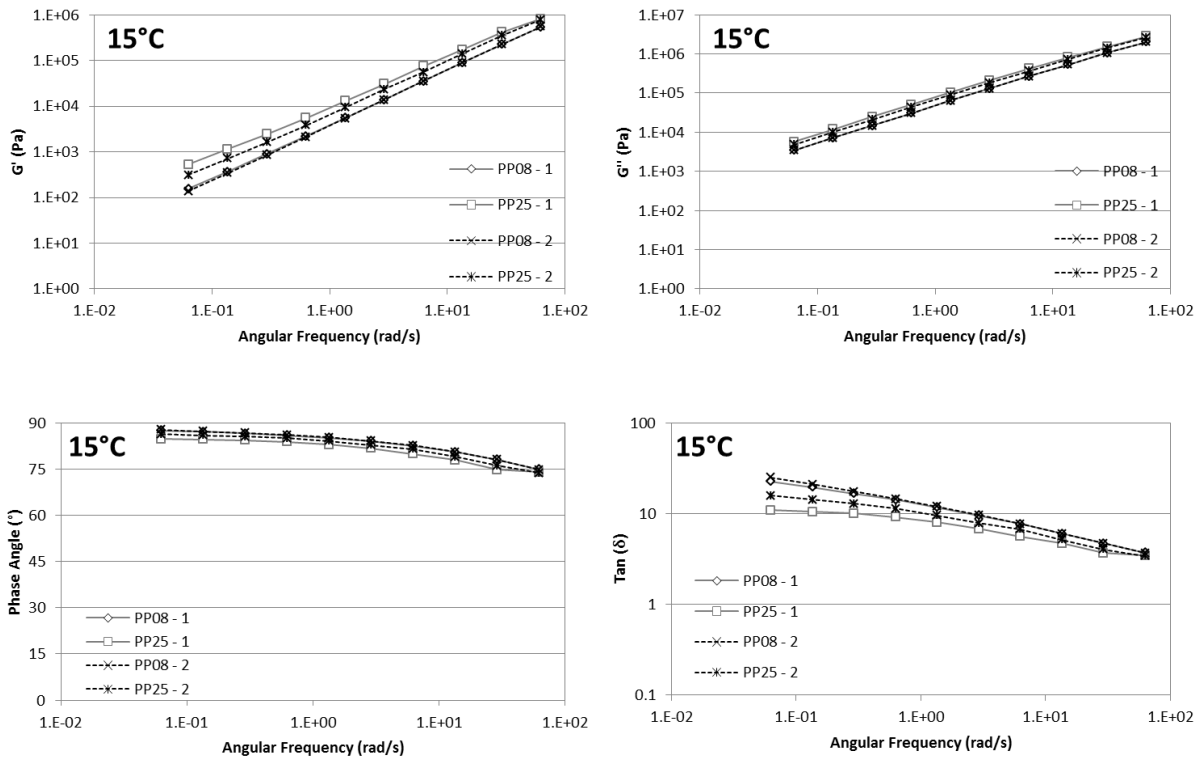 15°C
G' (Pa)
1.E+06
1.E+05
1.E+04
1.E+03
1.E+02
1.E+01
1.E+00
1.E-02
1.E-01
1.E+00
1.E+01
1.E+02
Angular Frequency (rad/s)
PP08 - 1
PP25 - 1
PP08 - 2
PP25 - 2
15°C
G'' (Pa)
1.E+07
1.E+06
1.E+05
1.E+04
1.E+03
1.E+02
1.E+01
1.E+00
1.E-02
1.E-01
1.E+00
1.E+01
1.E+02
Angular Frequency (rad/s)
PP08 - 1
PP25 - 1
PP08 - 2
PP25 - 2
15°C
Phase Angle (°)
90
75
60
45
30
15
0
1.E-02
1.E-01
1.E+00
1.E+01
1.E+02
Angular Frequency (rad/s)
PP08 - 1
PP25 - 1
PP08 - 2
PP25 - 2
15°C
Tan (δ)
100
10
1
0.1
1.E-02
1.E-01
1.E+00
1.E+01
1.E+02
Angular Frequency (rad/s)
PP08 - 1
PP25 - 1
PP08 - 2
PP25 - 2